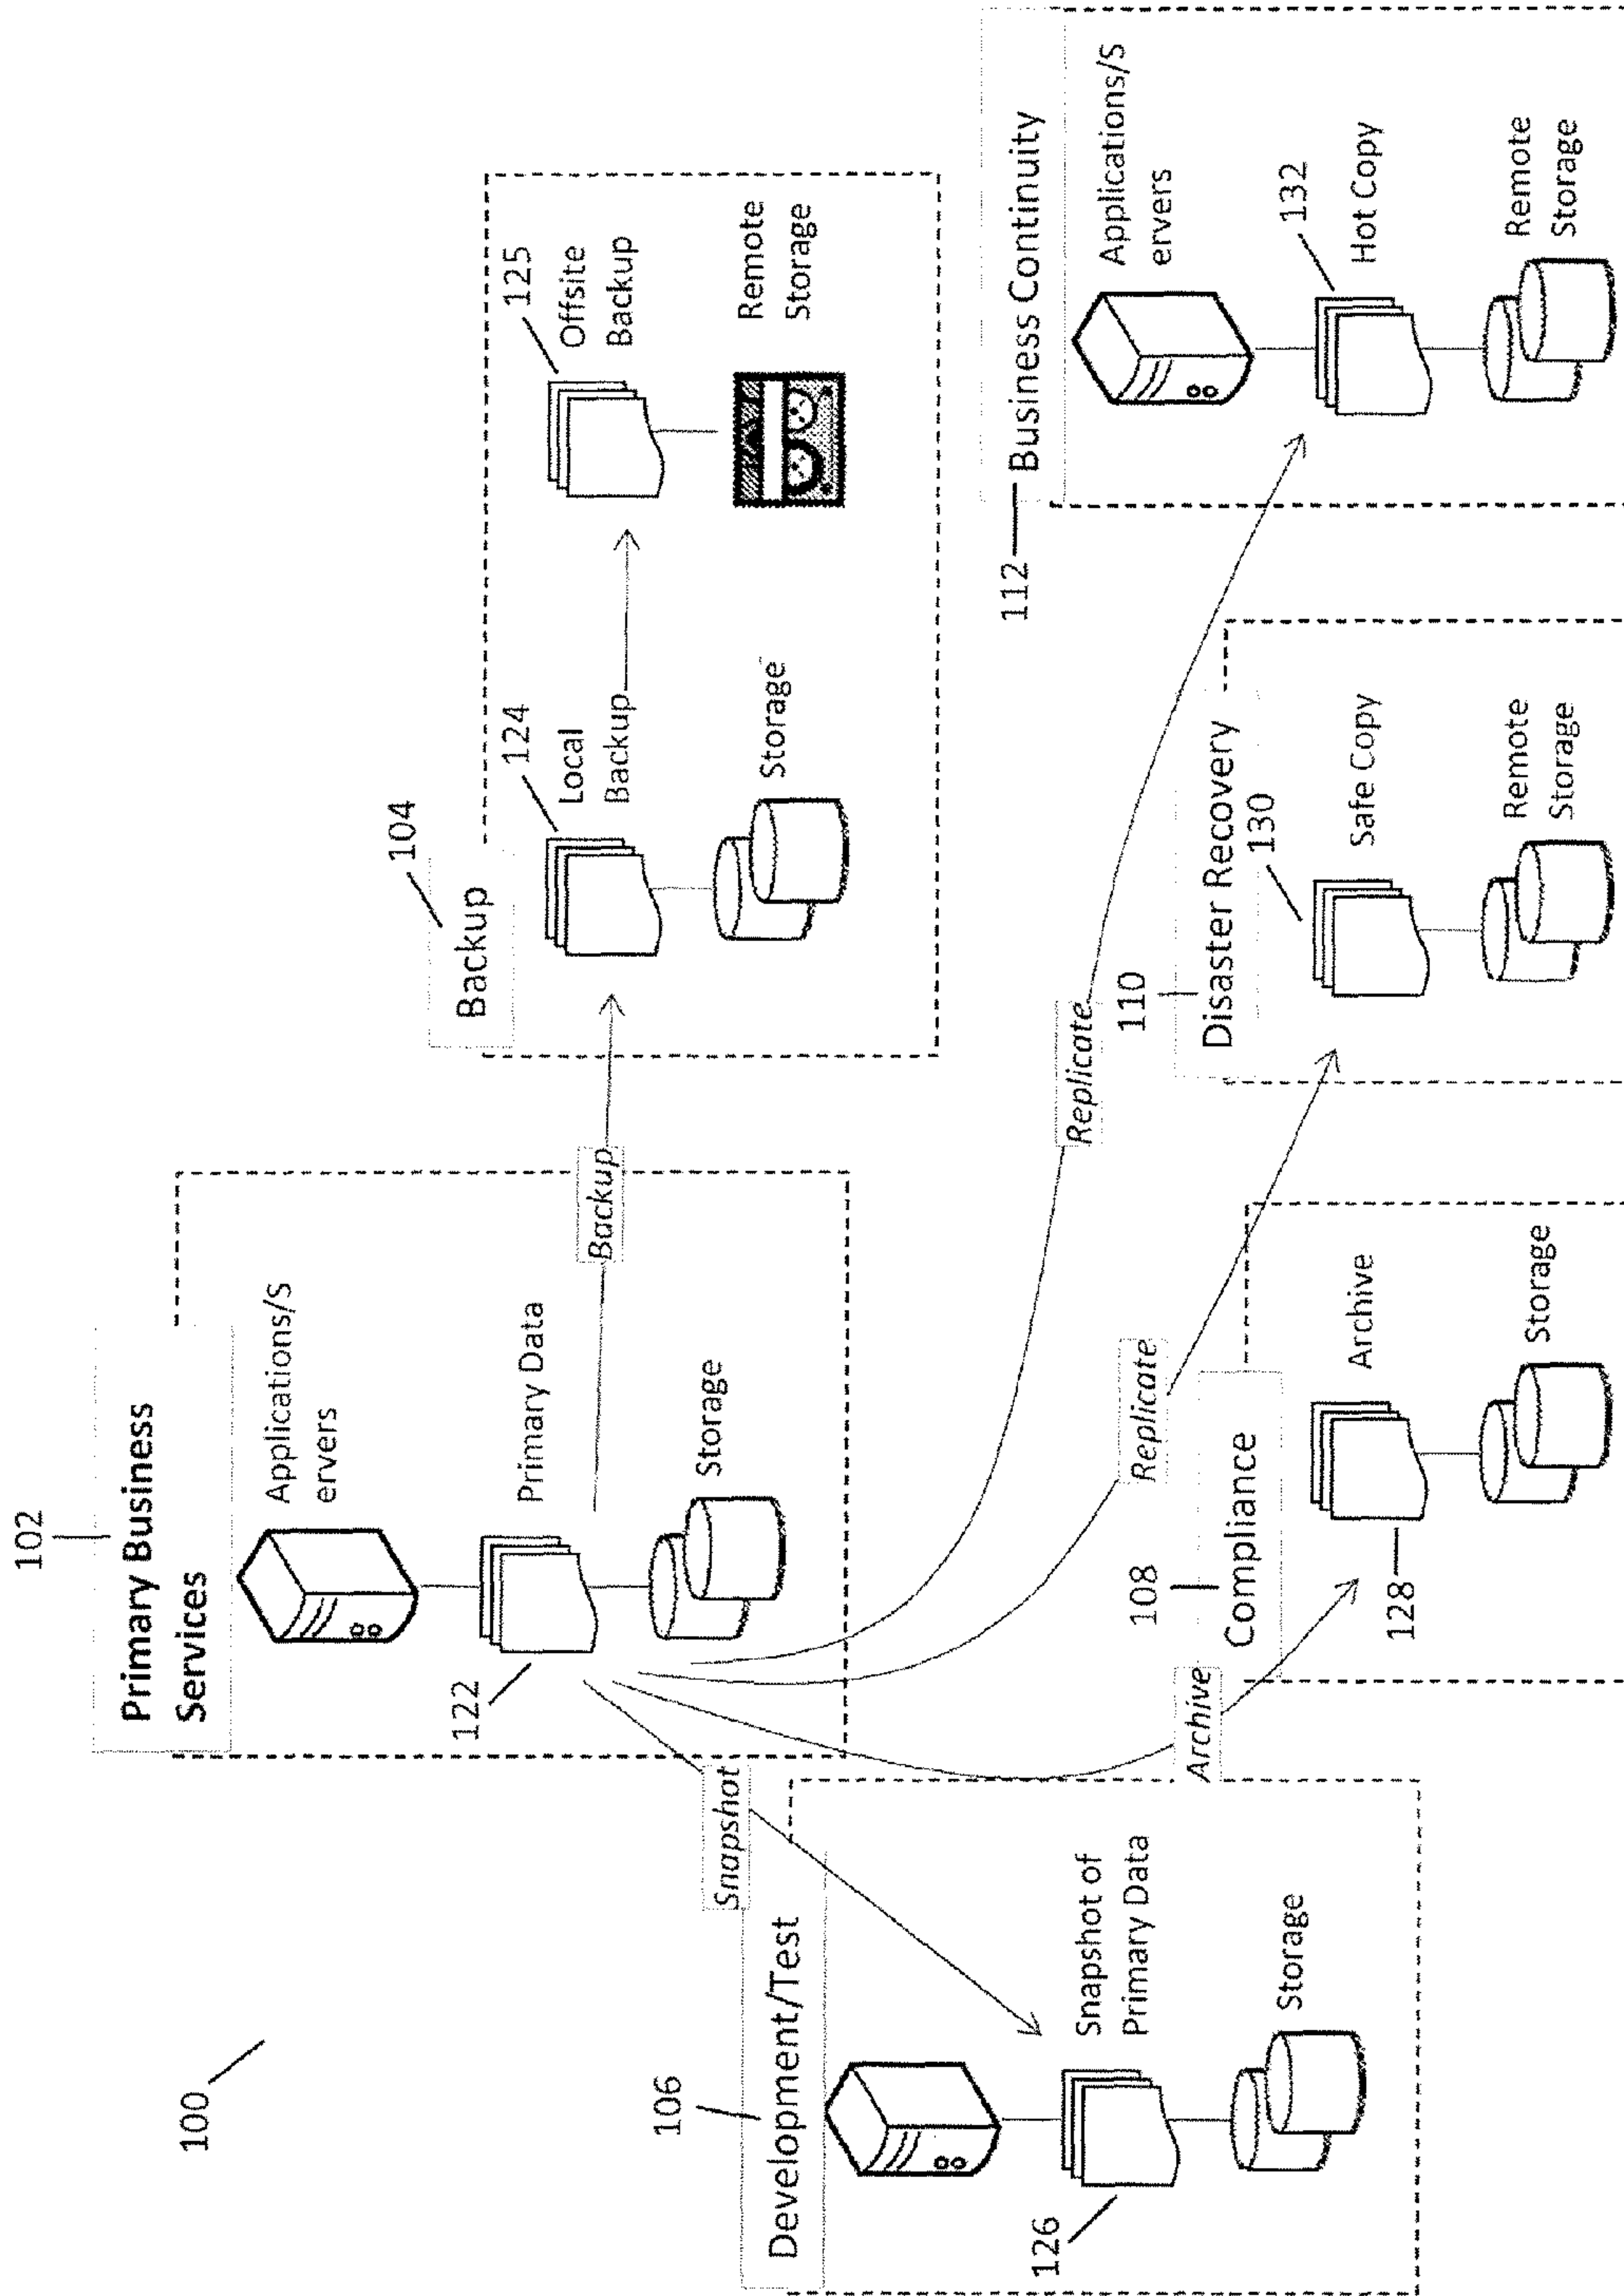 100
102
Primary Business
Services
Applications/S
ervers
122
Primary Data
Storage
Backup
104
Backup
124
Local
Backup
Storage
125
Offsite
Backup
Remote
Storage
Snapshot
106
Development/Test
126
Snapshot of
Primary Data
Storage
Archive
108
Compliance
128
Archive
Storage
Replicate
110
Disaster Recovery
130
Safe Copy
Remote
Storage
Replicate
112
Business Continuity
Applications/S
ervers
132
Hot Copy
Remote
Storage